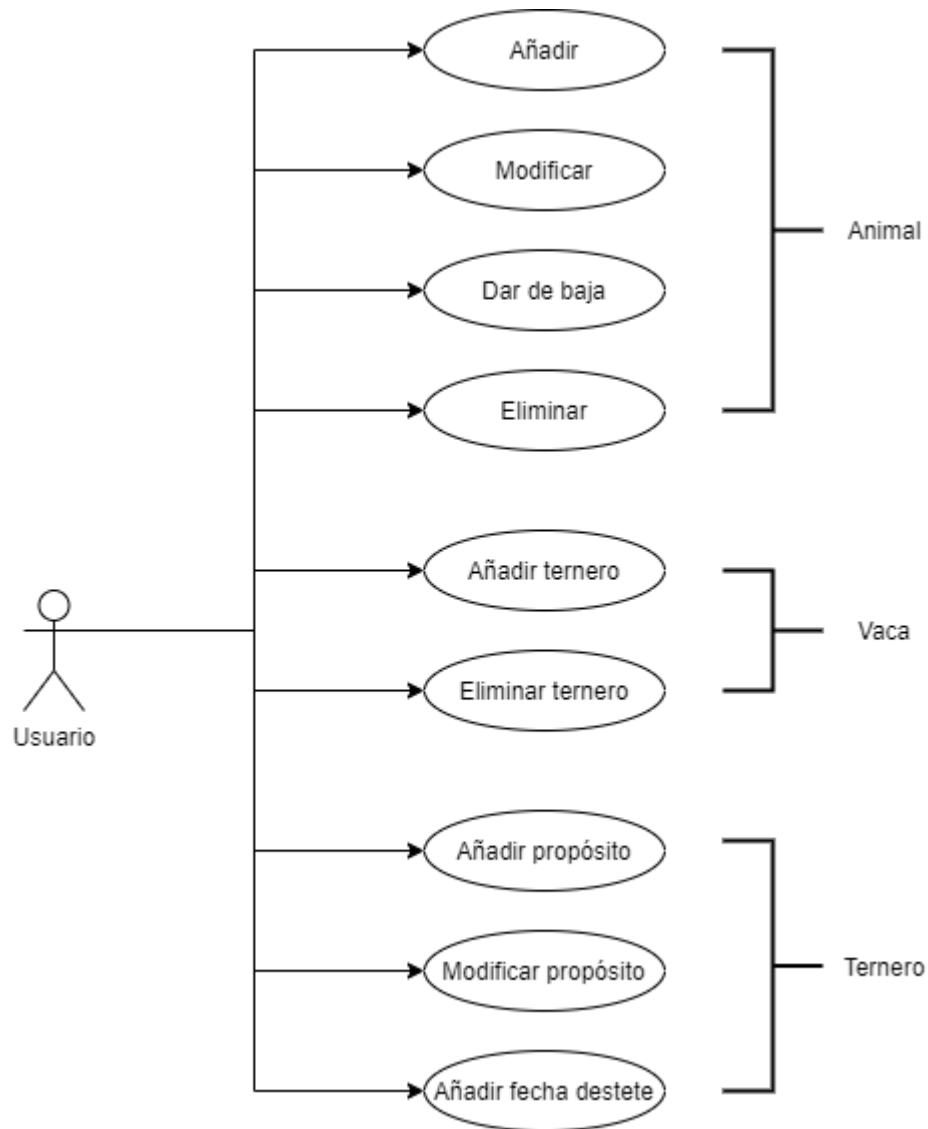 Añadir
Modificar
Animal
Dar de baja
Eliminar
Añadir ternero
Vaca
Eliminar ternero
Usuario
Añadir propósito
Modificar propósito
Ternero
Añadir fecha destete